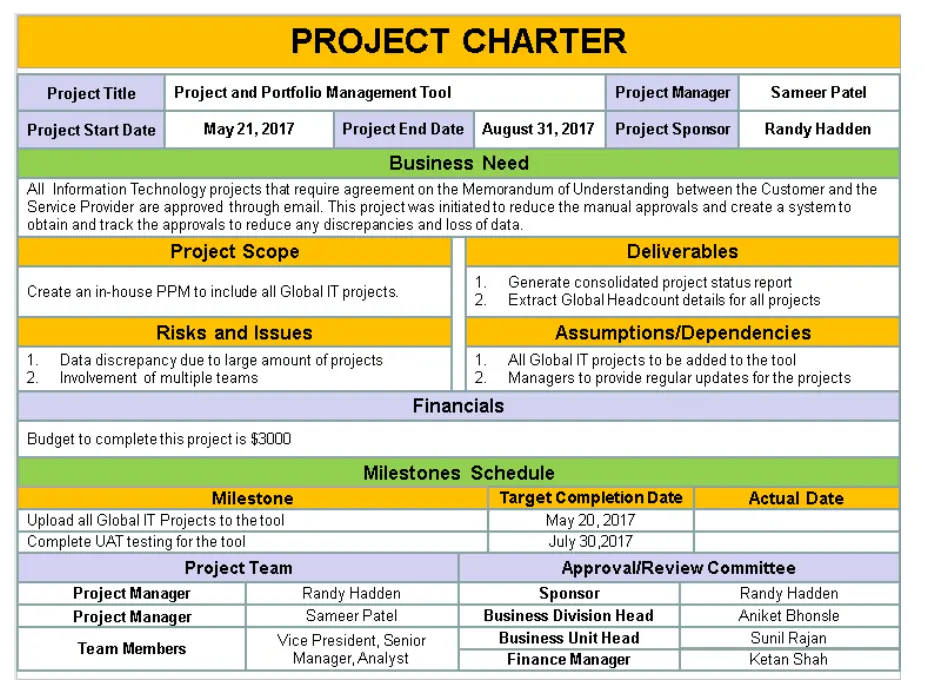 PROJECT CHARTER
Project Title Project and Portfolio Management Tool Project Manager Sameer Patel
Project Start Date May 21, 2017 Project End Date August 31, 2017 Project Sponsor Randy Hadden
Business Need
All Information Technology projects that require agreement on the Memorandum of Understanding between the Customer and the
Service Provider are approved through email. This project was initiated to reduce the manual approvals and create a system to
obtain and track the approvals to reduce any discrepancies and loss of data.
Project Scope
Create an in-house PPM to include all Global IT projects.
Deliverables
1. Generate consolidated project status report
2. Extract Global Headcount details for all projects
Risks and Issues
1. Data discrepancy due to large amount of projects
2. Involvement of multiple teams
Assumptions/Dependencies
1. All Global IT projects to be added to the tool
2. Managers to provide regular updates for the projects
Financials
Budget to complete this project is $3000
Milestones Schedule
Milestone Target Completion Date Actual Date
Upload all Global IT Projects to the tool May 20, 2017
Complete UAT testing for the tool July 30,2017
Project Team
Project Manager Randy Hadden
Project Manager Sameer Patel
Team Members Vice President, Senior
Manager, Analyst
Approval/Review Committee
Sponsor Randy Hadden
Business Division Head Aniket Bhonsle
Business Unit Head Sunil Rajan
Finance Manager Ketan Shah